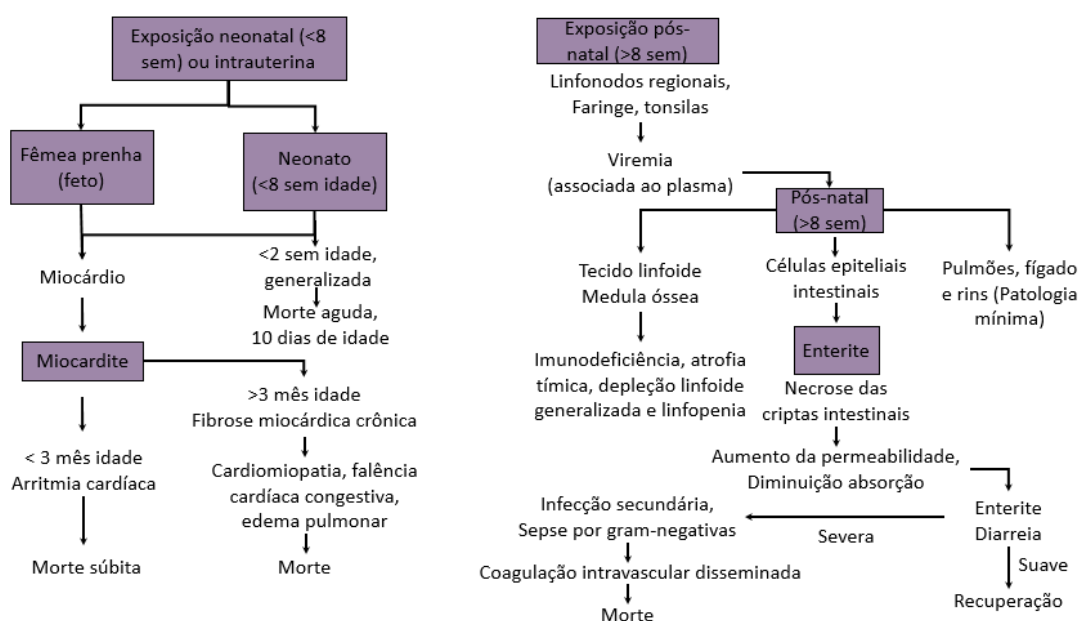 Exposição neonatal (<8
sem) ou intrauterina
Fêmea prenha
(feto)
Neonato
(<8 sem idade)
Miocárdio
<2 sem idade,
generalizada
Morte aguda,
10 dias de idade
Miocardite
>3 mês idade
Fibrose miocárdica crônica
< 3 mês idade
Arritmia cardíaca
Cardiomiopatia, falência
cardíaca congestiva,
edema pulmonar
Morte súbita
Morte
Exposição pós-
natal (>8 sem)
Linfonodos regionais,
Faringe, tonsilas
Viremia
(associada ao plasma)
Pós-natal
(>8 sem)
Tecido linfoide
Medula óssea
Células epiteliais
intestinais
Pulmões, fígado
e rins (Patologia
mínima)
Imunodeficiência, atrofia
tímica, depleção linfoide
generalizada e linfopenia
Enterite
Necrose das
criptas intestinais
Aumento da permeabilidade,
Diminuição absorção
Enterite
Diarreia
Severa
Infecção secundária,
Sepse por gram-negativas
Suave
Coagulação intravascular disseminada
Recuperação
Morte